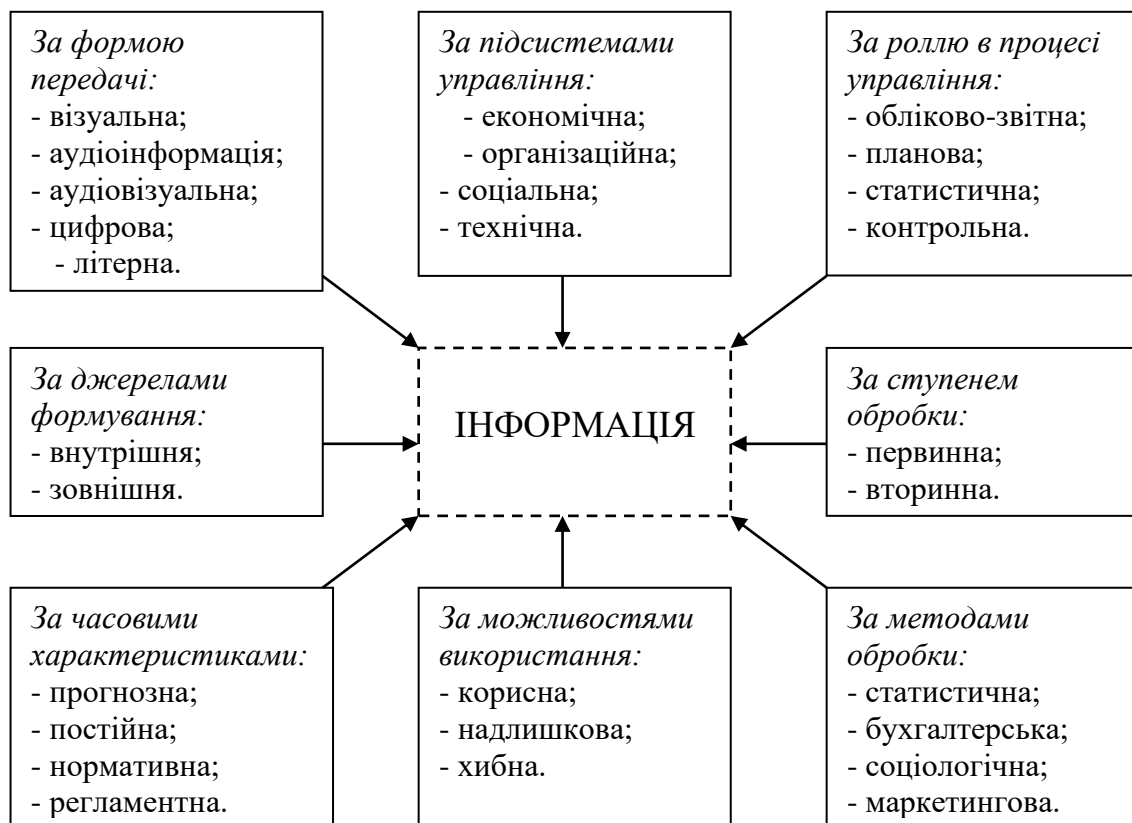 За формою
передачі:
- візуальна;
- аудіоінформація;
- аудіовізуальна;
- цифрова;
- літерна.
За підсистемами
управління:
- економічна;
- організаційна;
- соціальна;
- технічна.
За роллю в процесі
управління:
- обліково-звітна;
- планова;
- статистична;
- контрольна.
За джерелами
формування:
- внутрішня;
- зовнішня.
ІНФОРМАЦІЯ
За ступенем
обробки:
- первинна;
- вторинна.
За часовими
характеристиками:
- прогнозна;
- постійна;
- нормативна;
- регламентна.
За можливостями
використання:
- корисна;
- надлишкова;
- хибна.
За методами
обробки:
- статистична;
- бухгалтерська;
- соціологічна;
- маркетингова.